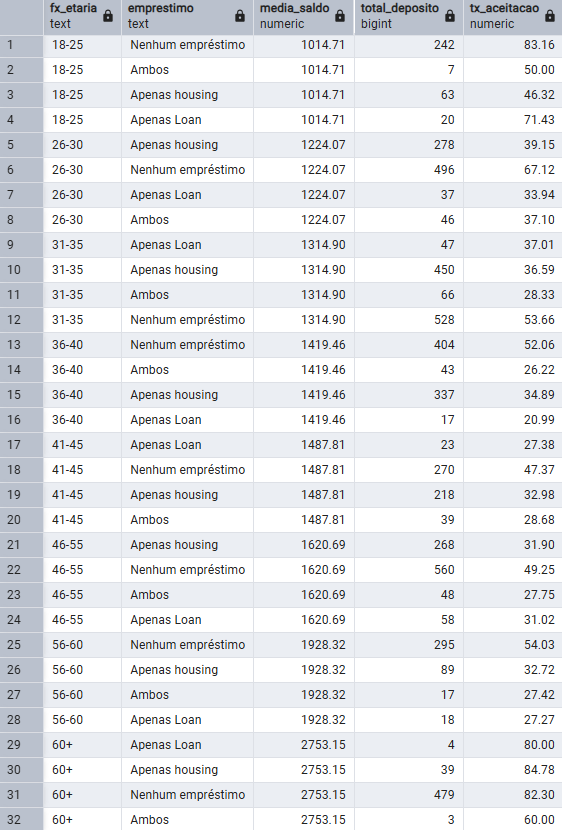 fx_etaria emprestimo media_saldo total_deposito tx_aceitacao
text text numeric bigint numeric
1 18-25 Nenhum empréstimo 1014.71 242 83.16
2 18-25 Ambos 1014.71 7 50.00
3 18-25 Apenas housing 1014.71 63 46.32
4 18-25 Apenas Loan 1014.71 20 71.43
5 26-30 Apenas housing 1224.07 278 39.15
6 26-30 Nenhum empréstimo 1224.07 496 67.12
7 26-30 Apenas Loan 1224.07 37 33.94
8 26-30 Ambos 1224.07 46 37.10
9 31-35 Apenas Loan 1314.90 47 37.01
10 31-35 Apenas housing 1314.90 450 36.59
11 31-35 Ambos 1314.90 66 28.33
12 31-35 Nenhum empréstimo 1314.90 528 53.66
13 36-40 Nenhum empréstimo 1419.46 404 52.06
14 36-40 Ambos 1419.46 43 26.22
15 36-40 Apenas housing 1419.46 337 34.89
16 36-40 Apenas Loan 1419.46 17 20.99
17 41-45 Apenas Loan 1487.81 23 27.38
18 41-45 Nenhum empréstimo 1487.81 270 47.37
19 41-45 Apenas housing 1487.81 218 32.98
20 41-45 Ambos 1487.81 39 28.68
21 46-55 Apenas housing 1620.69 268 31.90
22 46-55 Nenhum empréstimo 1620.69 560 49.25
23 46-55 Ambos 1620.69 48 27.75
24 46-55 Apenas Loan 1620.69 58 31.02
25 56-60 Nenhum empréstimo 1928.32 295 54.03
26 56-60 Apenas housing 1928.32 89 32.72
27 56-60 Ambos 1928.32 17 27.42
28 56-60 Apenas Loan 1928.32 18 27.27
29 60+ Apenas Loan 2753.15 4 80.00
30 60+ Apenas housing 2753.15 39 84.78
31 60+ Nenhum empréstimo 2753.15 479 82.30
32 60+ Ambos 2753.15 3 60.00